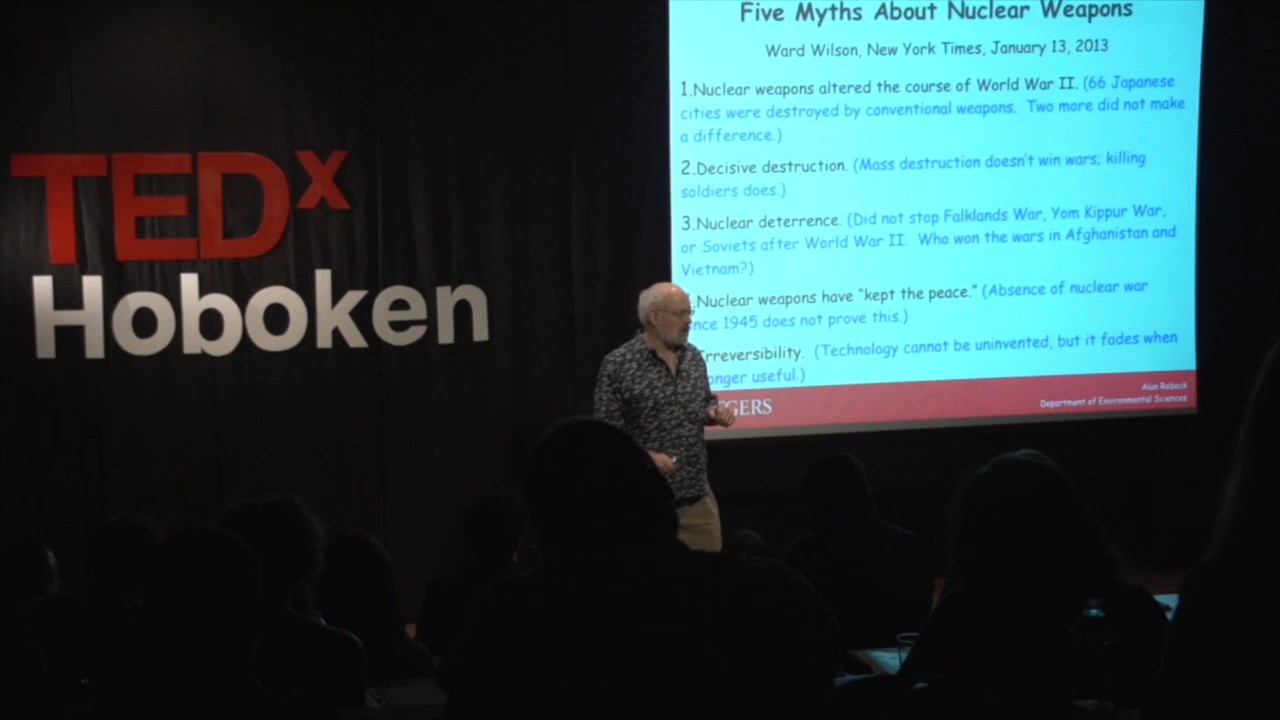 TEDx
Hoboken
Five Myths About Nuclear Weapons
Ward Wilson, New York Times, January 13, 2013
1.Nuclear weapons altered the course of World War II. (66 Japanese
cities were destroyed by conventional weapons. Two more did not make
a difference.)
2.Decisive destruction. (Mass destruction doesn't win wars; killing
soldiers does.)
3.Nuclear deterrence. (Did not stop Falklands War, Yom Kippur War,
or Soviets after World War II. Who won the wars in Afghanistan and
Vietnam?)
.Nuclear weapons have "kept the peace." (Absence of nuclear war
nce 1945 does not prove this.)
rreversibility. (Technology cannot be uninvented, but it fades when
onger useful.)
GERS
Alan Robock
Department of Environmental Sciences